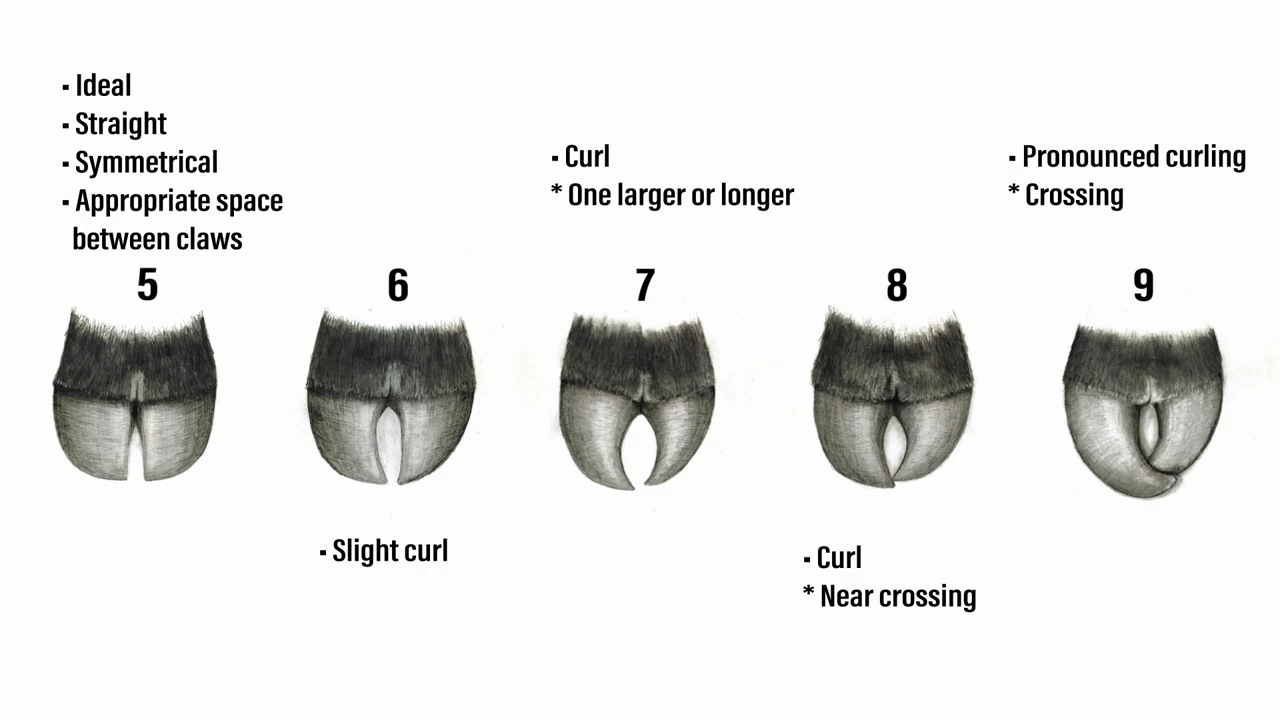 - Ideal
- Straight
- Symmetrical
- Appropriate space
between claws
5
6
- Slight curl
- Curl
* One larger or longer
7
8
- Curl
* Near crossing
- Pronounced curling
* Crossing
9